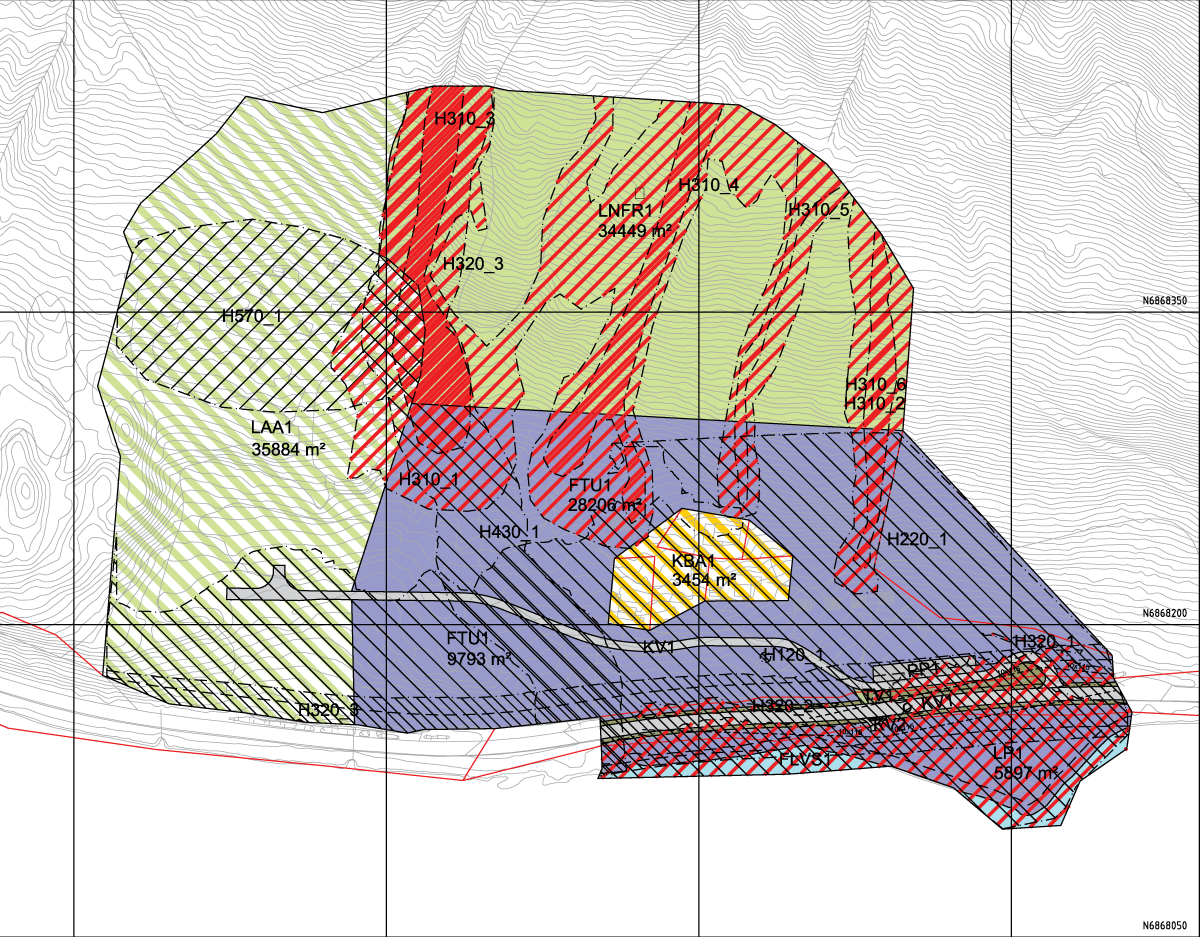 H310_3
H310_4
LNFR1
34449 m²
H310_5
H320_3
N6868350
H570_1
H310_6
H310_2
LAA1
35884 m²
H310_1
FTU1
28206 m²
H430_1
H220_1
KBA1
3454 m²
N6868200
FTU1
9793 m²
KV1
H120_1
H320_1
PP1
TV1
KV1
H320_3
H320_2
KV2
LP1
5897 m²
FLVS1
N6868050